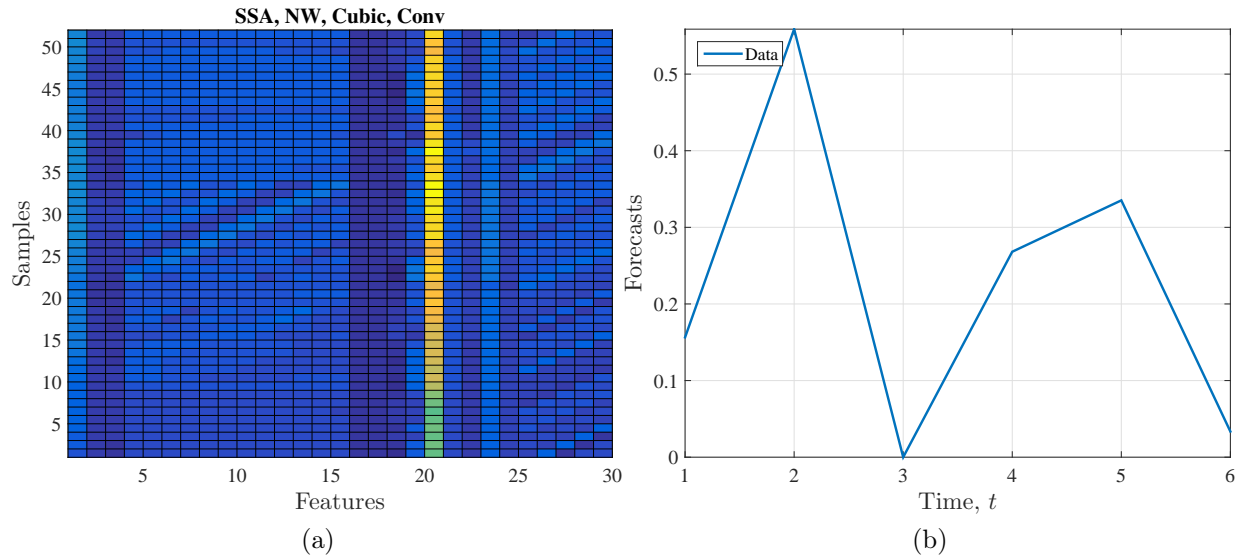 SSA, NW, Cubic, Conv
50
45
40
35
30
25
20
15
10
5
Samples
5 10 15 20 25 30
Features
(a)
Data
0.5
0.4
0.3
0.2
0.1
0
Forecasts
1 2 3 4 5 6
Time, t
(b)